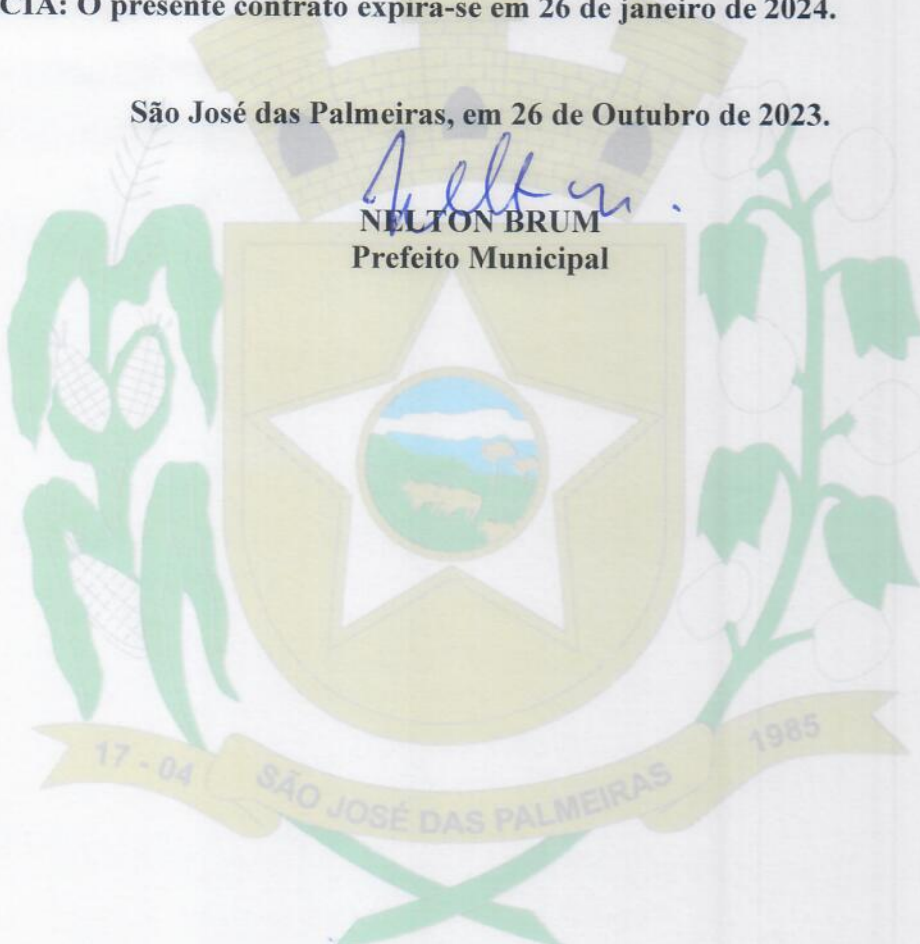 CIA: O presente contrato expira-se em 26 de janeiro de 2024.
São José das Palmeiras, em 26 de Outubro de 2023.
NELTON BRUM
Prefeito Municipal
17 - 04
SÃO JOSÉ DAS PALMEIRAS
1985